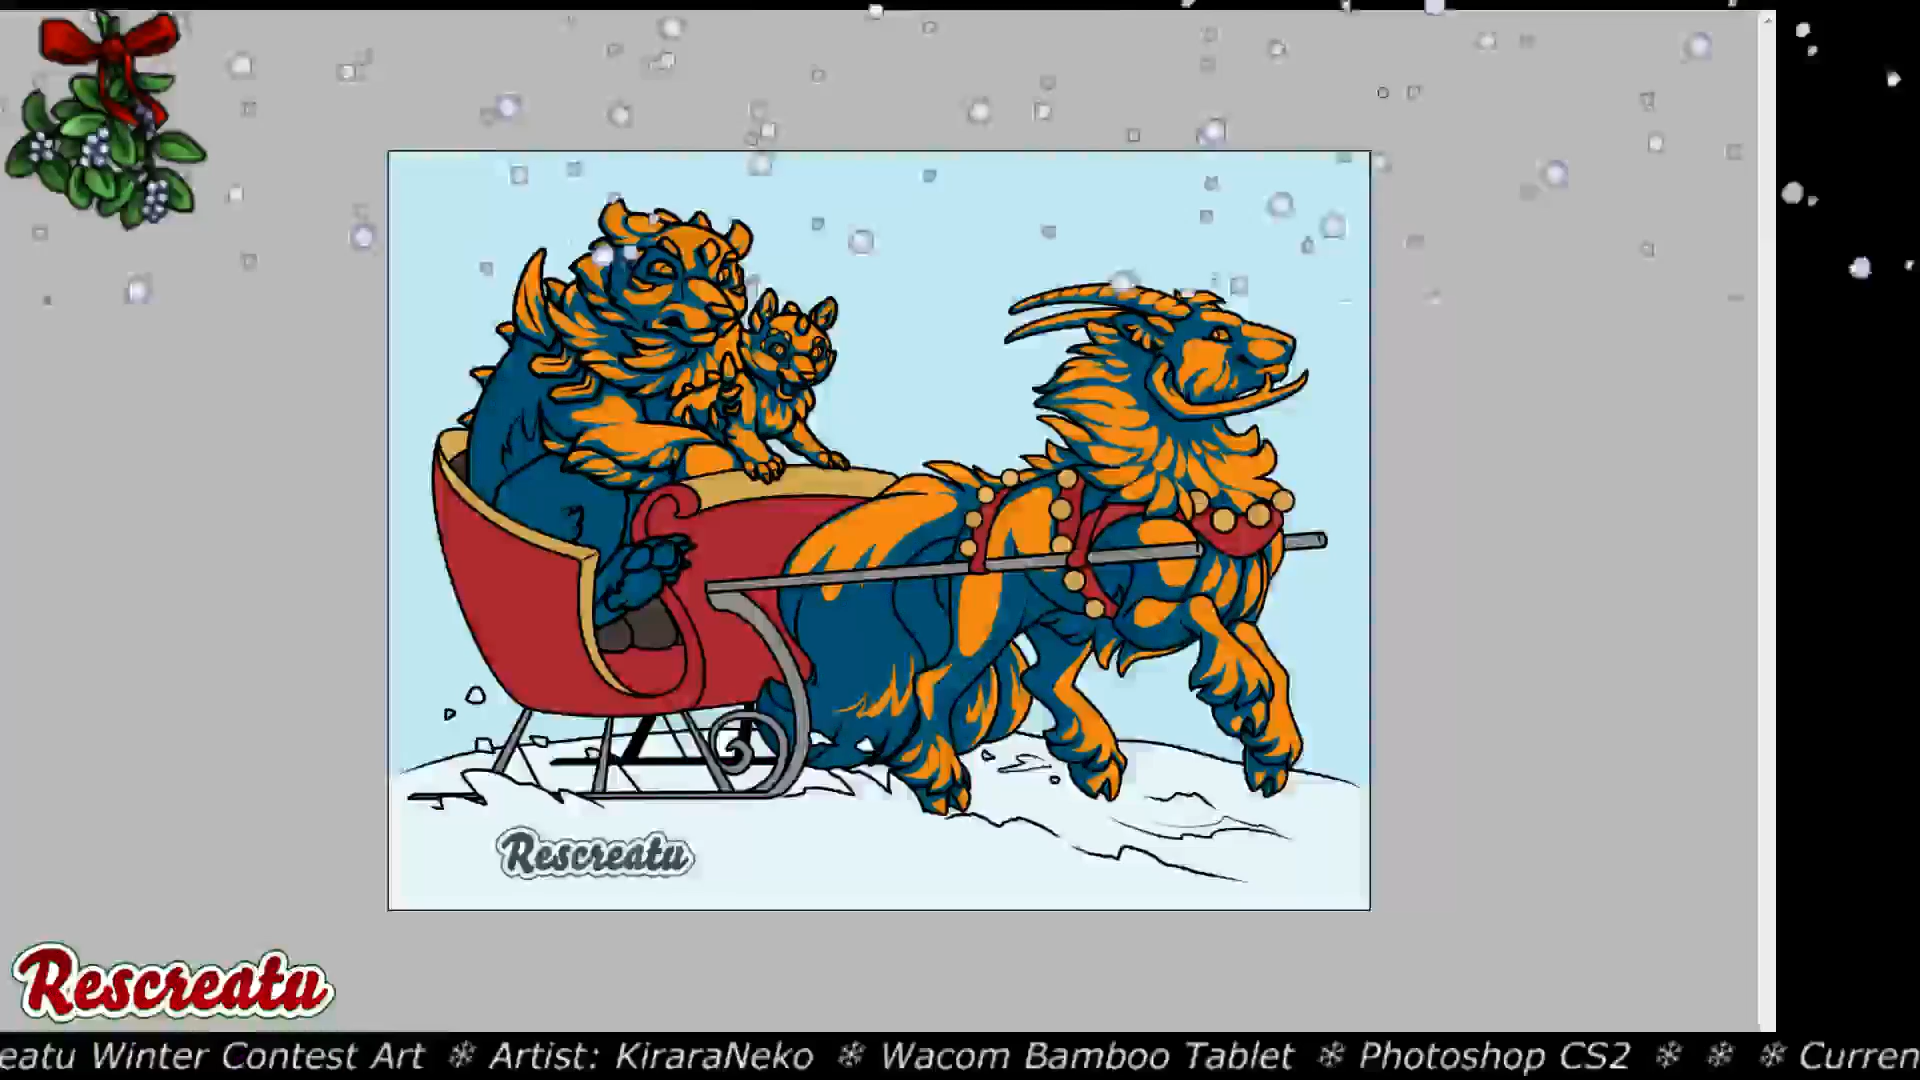 Rescreatu
Rescreatu
eatu Winter Contest Art ❄ Artist: KiraraNeko ❄ Wacom Bamboo Tablet ❄ Photoshop CS2 ❄ ❄ ❄ Curren